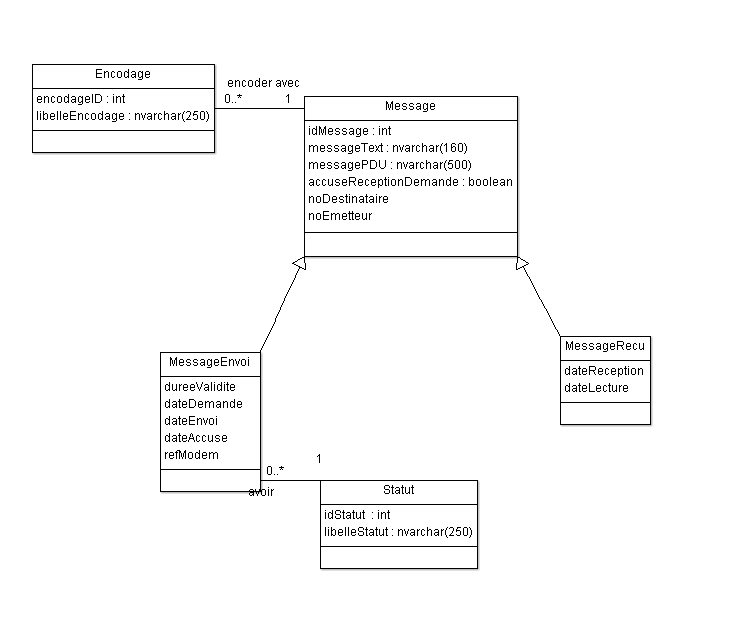 Encodage
encodageID : int
libelleEncodage : nvarchar(250)
encoder avec
0..*
1
Message
idMessage : int
messageText : nvarchar(160)
messagePDU : nvarchar(500)
accuseReceptionDemande : boolean
noDestinataire
noEmetteur
MessageEnvoi
dureeValidite
dateDemande
dateEnvoi
dateAccuse
refModem
MessageRecu
dateReception
dateLecture
0..*
1
avoir
Statut
idStatut : int
libelleStatut : nvarchar(250)